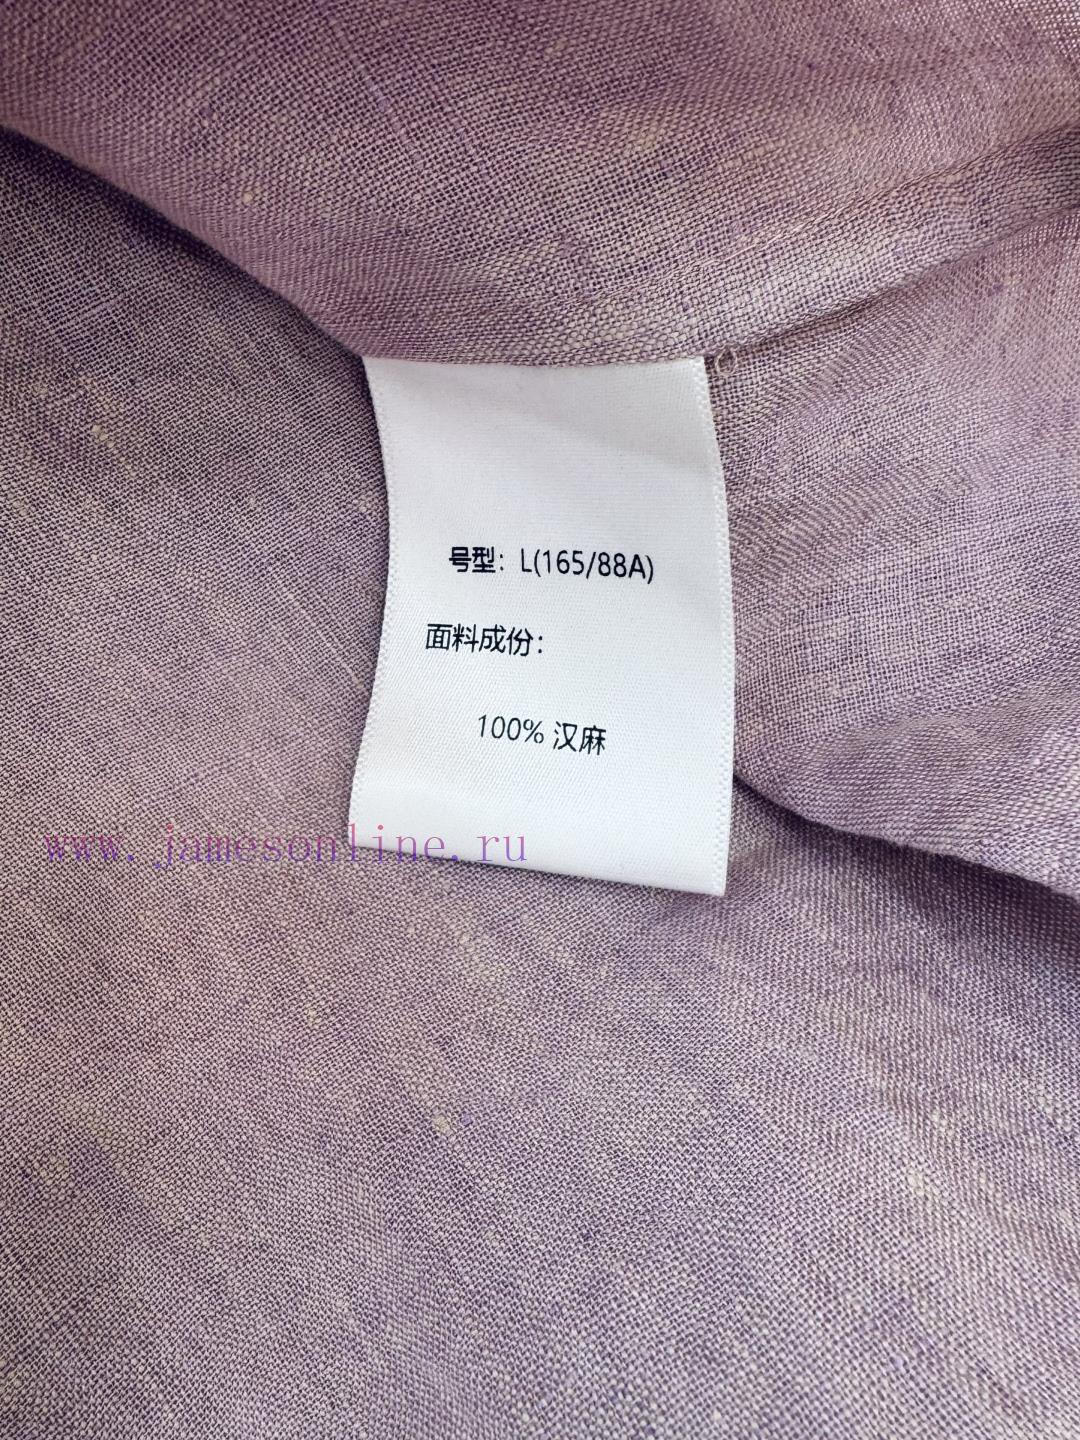 号型：L(165/88A)
面料成份：
100% 汉麻
www.jamesonline.ru